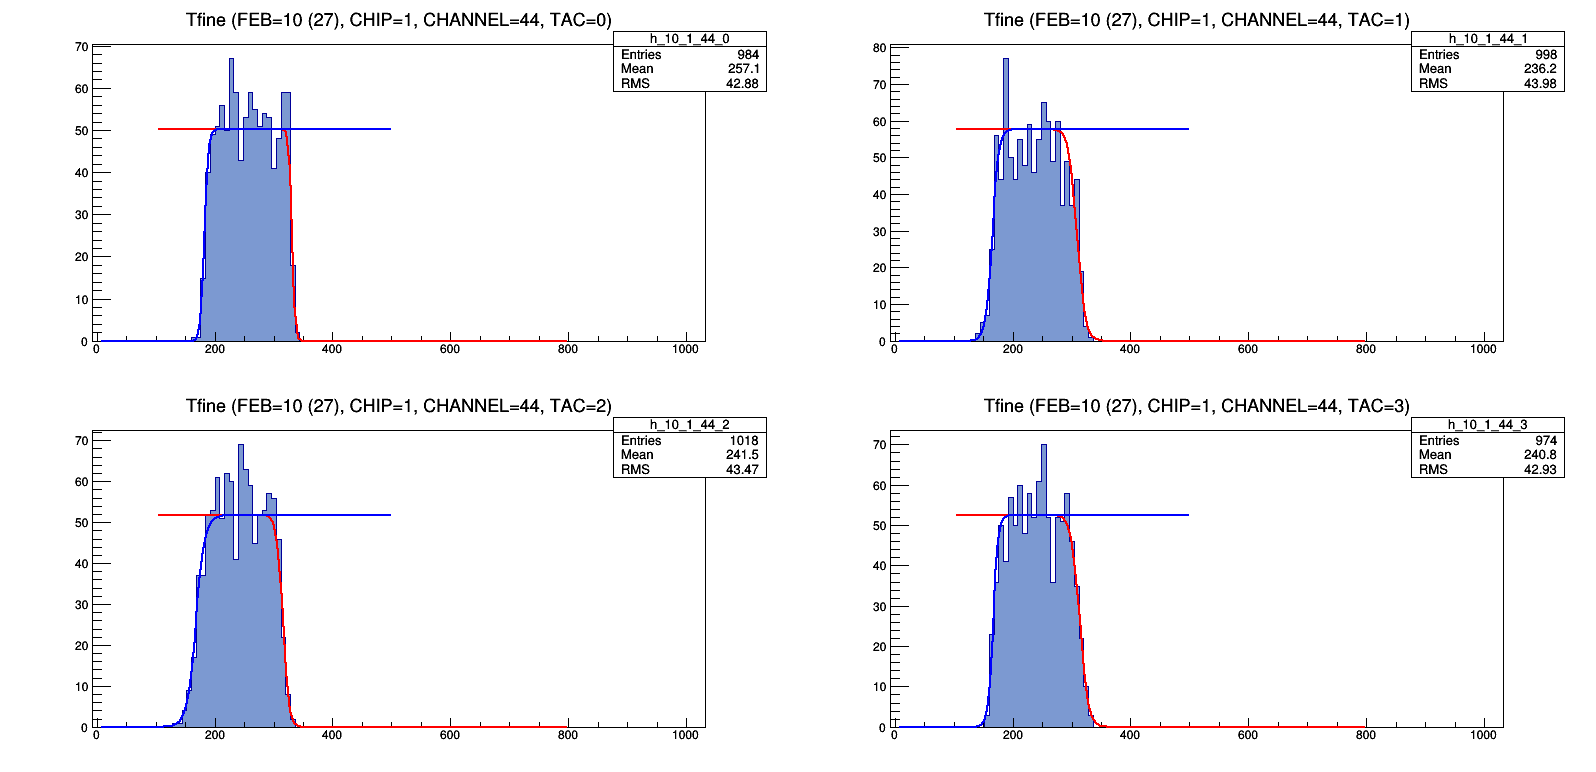 Tfine (FEB=10 (27), CHIP=1, CHANNEL=44, TAC=0)
h_10_1_44_0
Entries 984
Mean 257.1
RMS 42.88
70
60
50
40
30
20
10
0
0 200 400 600 800 1000
Tfine (FEB=10 (27), CHIP=1, CHANNEL=44, TAC=1)
h_10_1_44_1
Entries 998
Mean 236.2
RMS 43.98
80
70
60
50
40
30
20
10
0
0 200 400 600 800 1000
Tfine (FEB=10 (27), CHIP=1, CHANNEL=44, TAC=2)
h_10_1_44_2
Entries 1018
Mean 241.5
RMS 43.47
70
60
50
40
30
20
10
0
0 200 400 600 800 1000
Tfine (FEB=10 (27), CHIP=1, CHANNEL=44, TAC=3)
h_10_1_44_3
Entries 974
Mean 240.8
RMS 42.93
70
60
50
40
30
20
10
0
0 200 400 600 800 1000